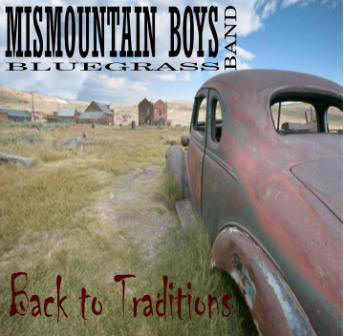 MISMOUNTAIN BOYS
BLUEGRASS
BAND
Back to Traditions